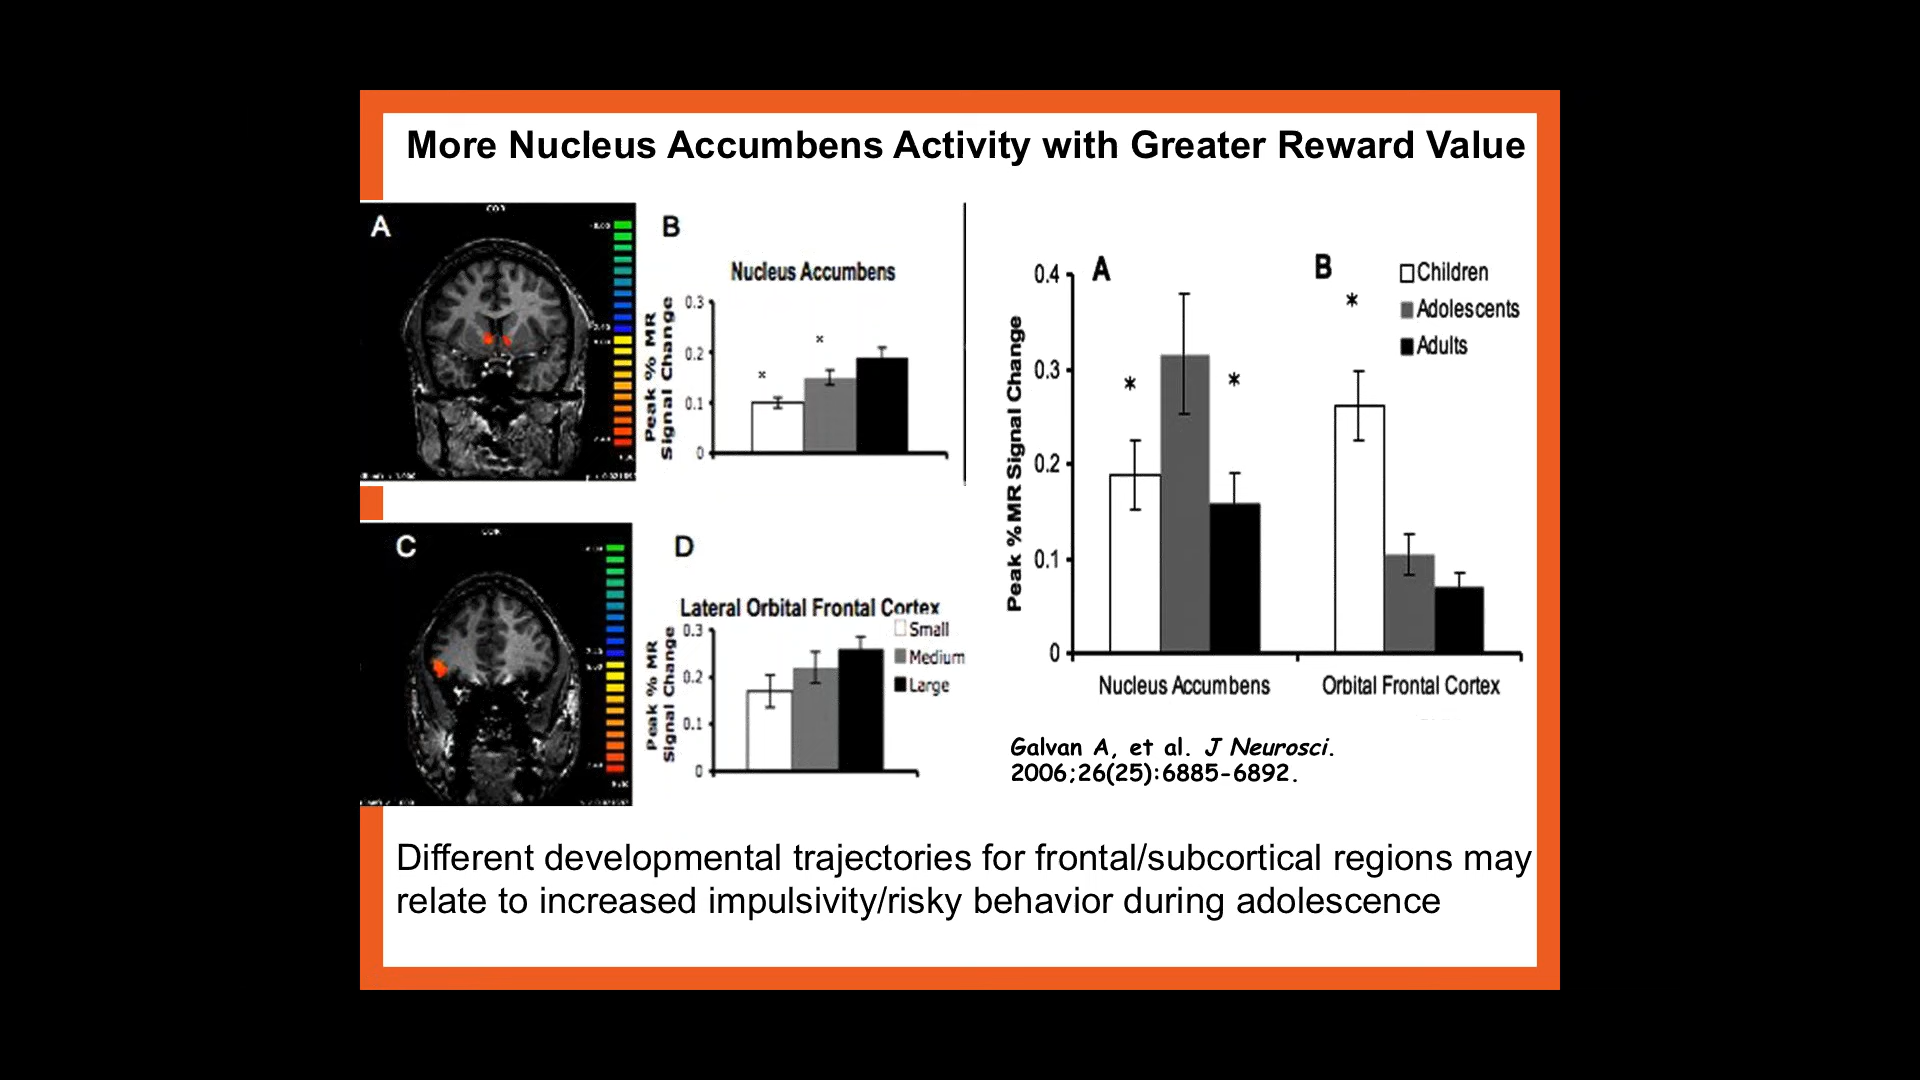 More Nucleus Accumbens Activity with Greater Reward Value
A
COR
B
Nucleus Accumbens
Peak % MR
Signal Change
0.3
0.2
0.1
0
*
*
C
COR
D
Lateral Orbital Frontal Cortex
Peak % MR
Signal Change
0.3
0.2
0.1
0
Small
Medium
Large
A
B
Children
Adolescents
Adults
Peak % MR Signal Change
0.4
0.3
0.2
0.1
0
*
*
*
Nucleus Accumbens
Orbital Frontal Cortex
Galvan A, et al. J Neurosci.
2006;26(25):6885-6892.
Different developmental trajectories for frontal/subcortical regions may
relate to increased impulsivity/risky behavior during adolescence